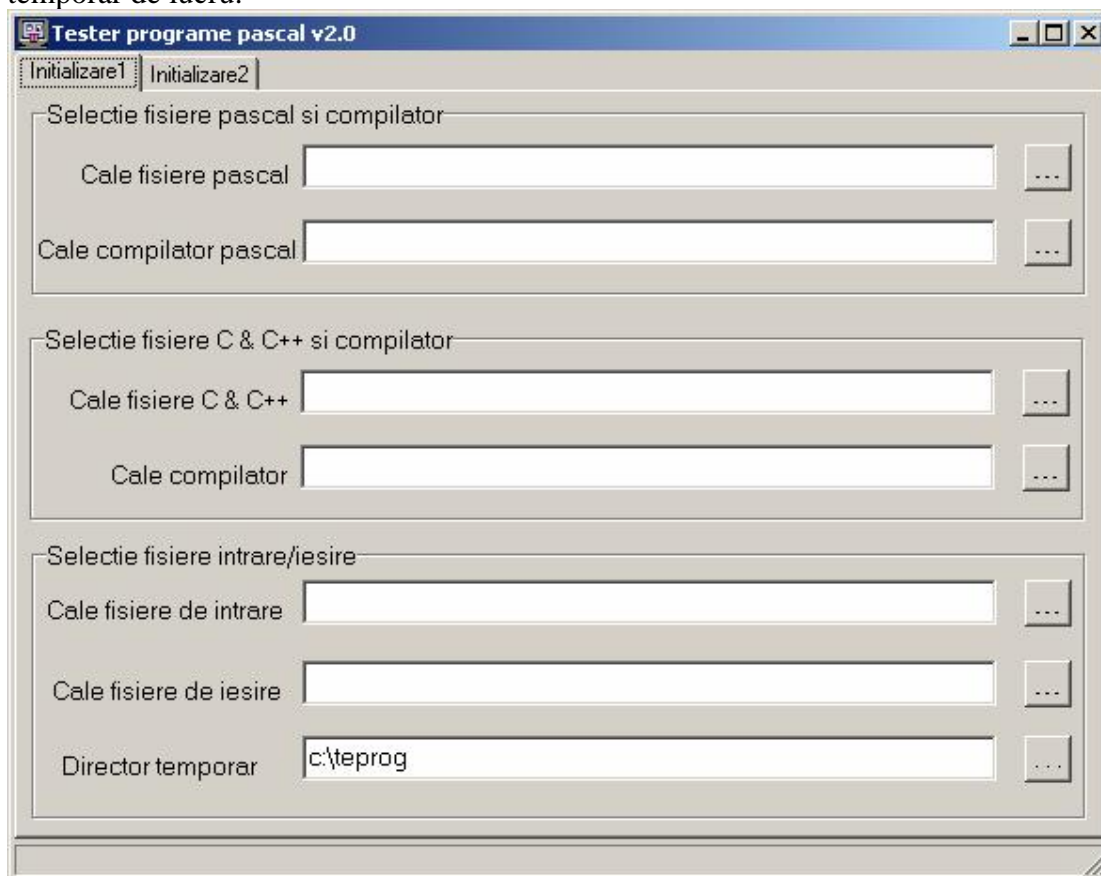 temporar de lucru.
Tester programe pascal v2.0
Initializare1 Initializare2
Selectie fisiere pascal si compilator
Cale fisiere pascal ...
Cale compilator pascal ...
Selectie fisiere C & C++ si compilator
Cale fisiere C & C++ ...
Cale compilator ...
Selectie fisiere intrare/iesire
Cale fisiere de intrare ...
Cale fisiere de iesire ...
Director temporar c:\teprog ...